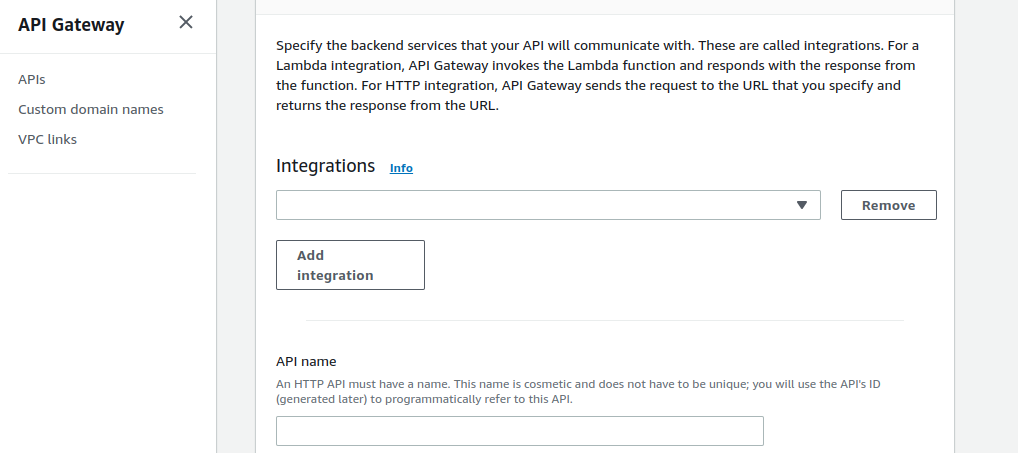 API Gateway
APIs
Custom domain names
VPC links
Specify the backend services that your API will communicate with. These are called integrations. For a
Lambda integration, API Gateway invokes the Lambda function and responds with the response from
the function. For HTTP integration, API Gateway sends the request to the URL that you specify and
returns the response from the URL.
Integrations Info
Remove
Add
integration
API name
An HTTP API must have a name. This name is cosmetic and does not have to be unique; you will use the API's ID
(generated later) to programmatically refer to this API.